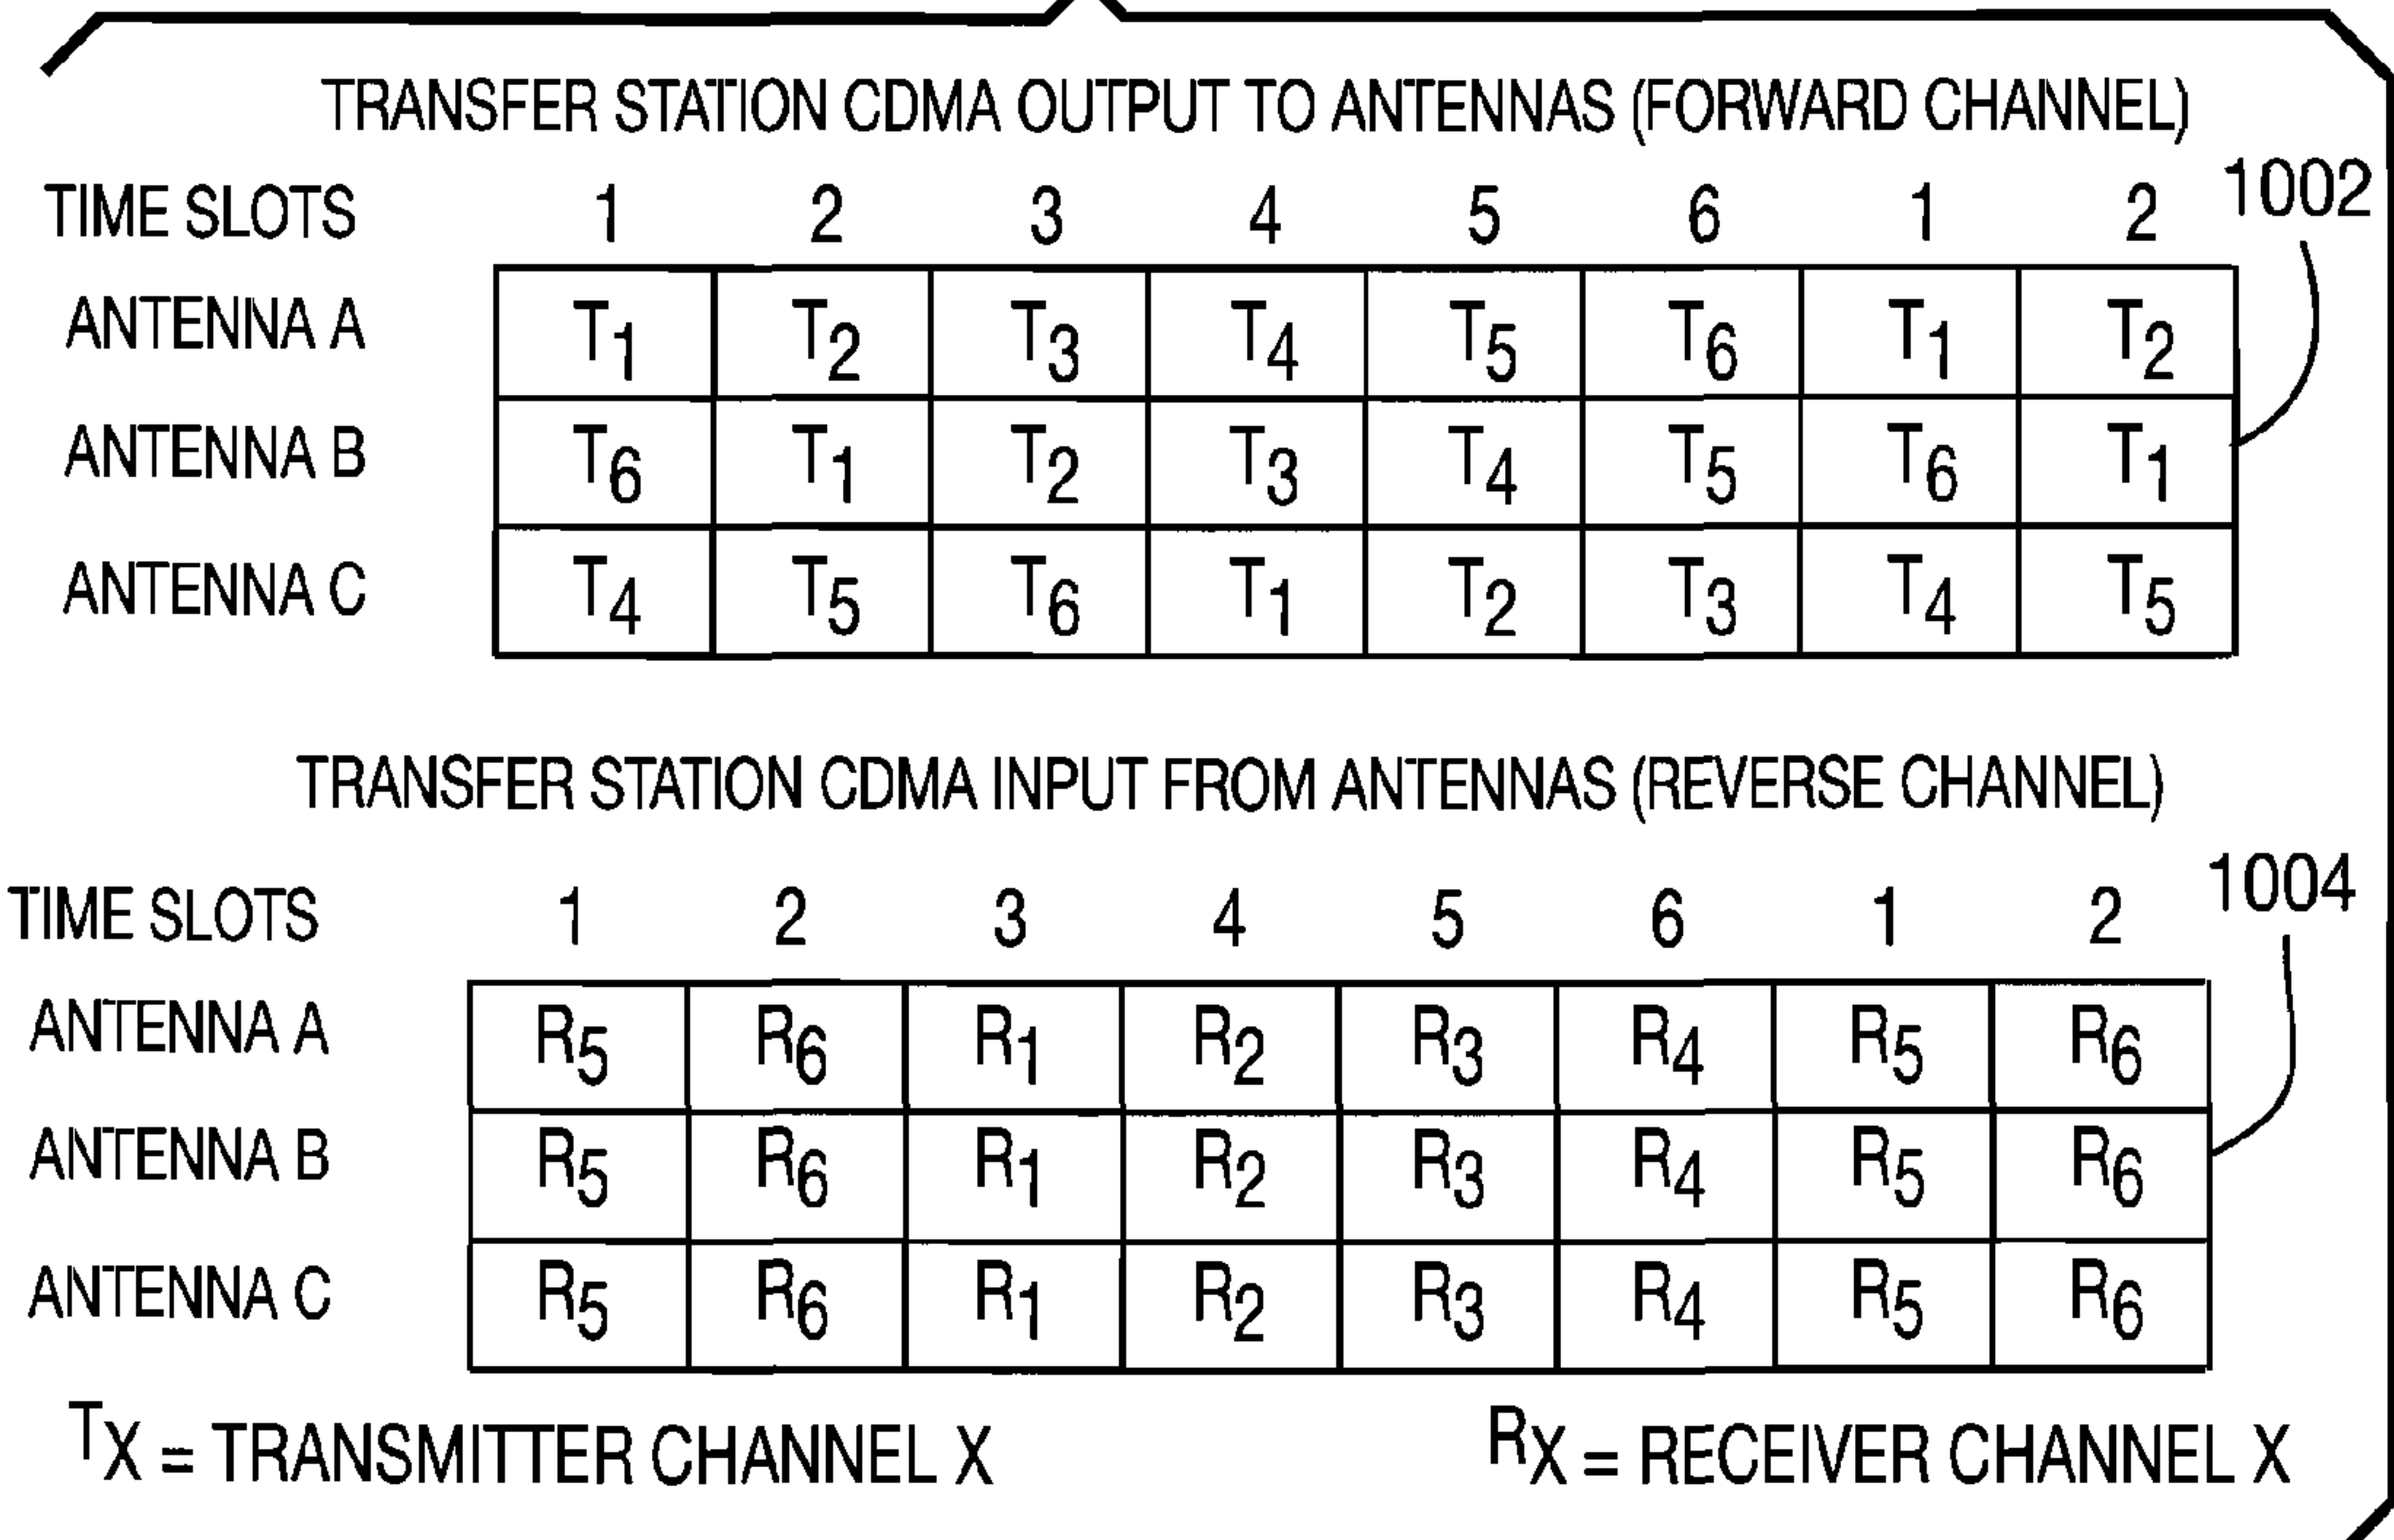 TRANSFER STATION CDMA OUTPUT TO ANTENNAS (FORWARD CHANNEL)
TIME SLOTS 1 2 3 4 5 6 1 2 1002
ANTENNA A T1 T2 T3 T4 T5 T6 T1 T2
ANTENNA B T6 T1 T2 T3 T4 T5 T6 T1
ANTENNA C T4 T5 T6 T1 T2 T3 T4 T5
TRANSFER STATION CDMA INPUT FROM ANTENNAS (REVERSE CHANNEL)
TIME SLOTS 1 2 3 4 5 6 1 2 1004
ANTENNA A R5 R6 R1 R2 R3 R4 R5 R6
ANTENNA B R5 R6 R1 R2 R3 R4 R5 R6
ANTENNA C R5 R6 R1 R2 R3 R4 R5 R6
TX = TRANSMITTER CHANNEL X RX = RECEIVER CHANNEL X